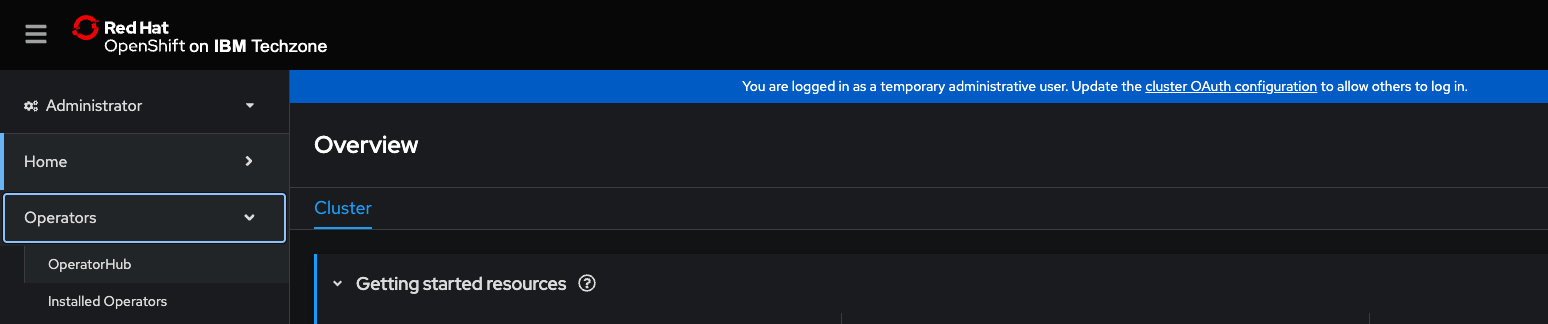 Red Hat
OpenShift on IBM Techzone
You are logged in as a temporary administrative user. Update the cluster OAuth configuration to allow others to log in.
Administrator
Home
Operators
OperatorHub
Installed Operators
Overview
Cluster
Getting started resources